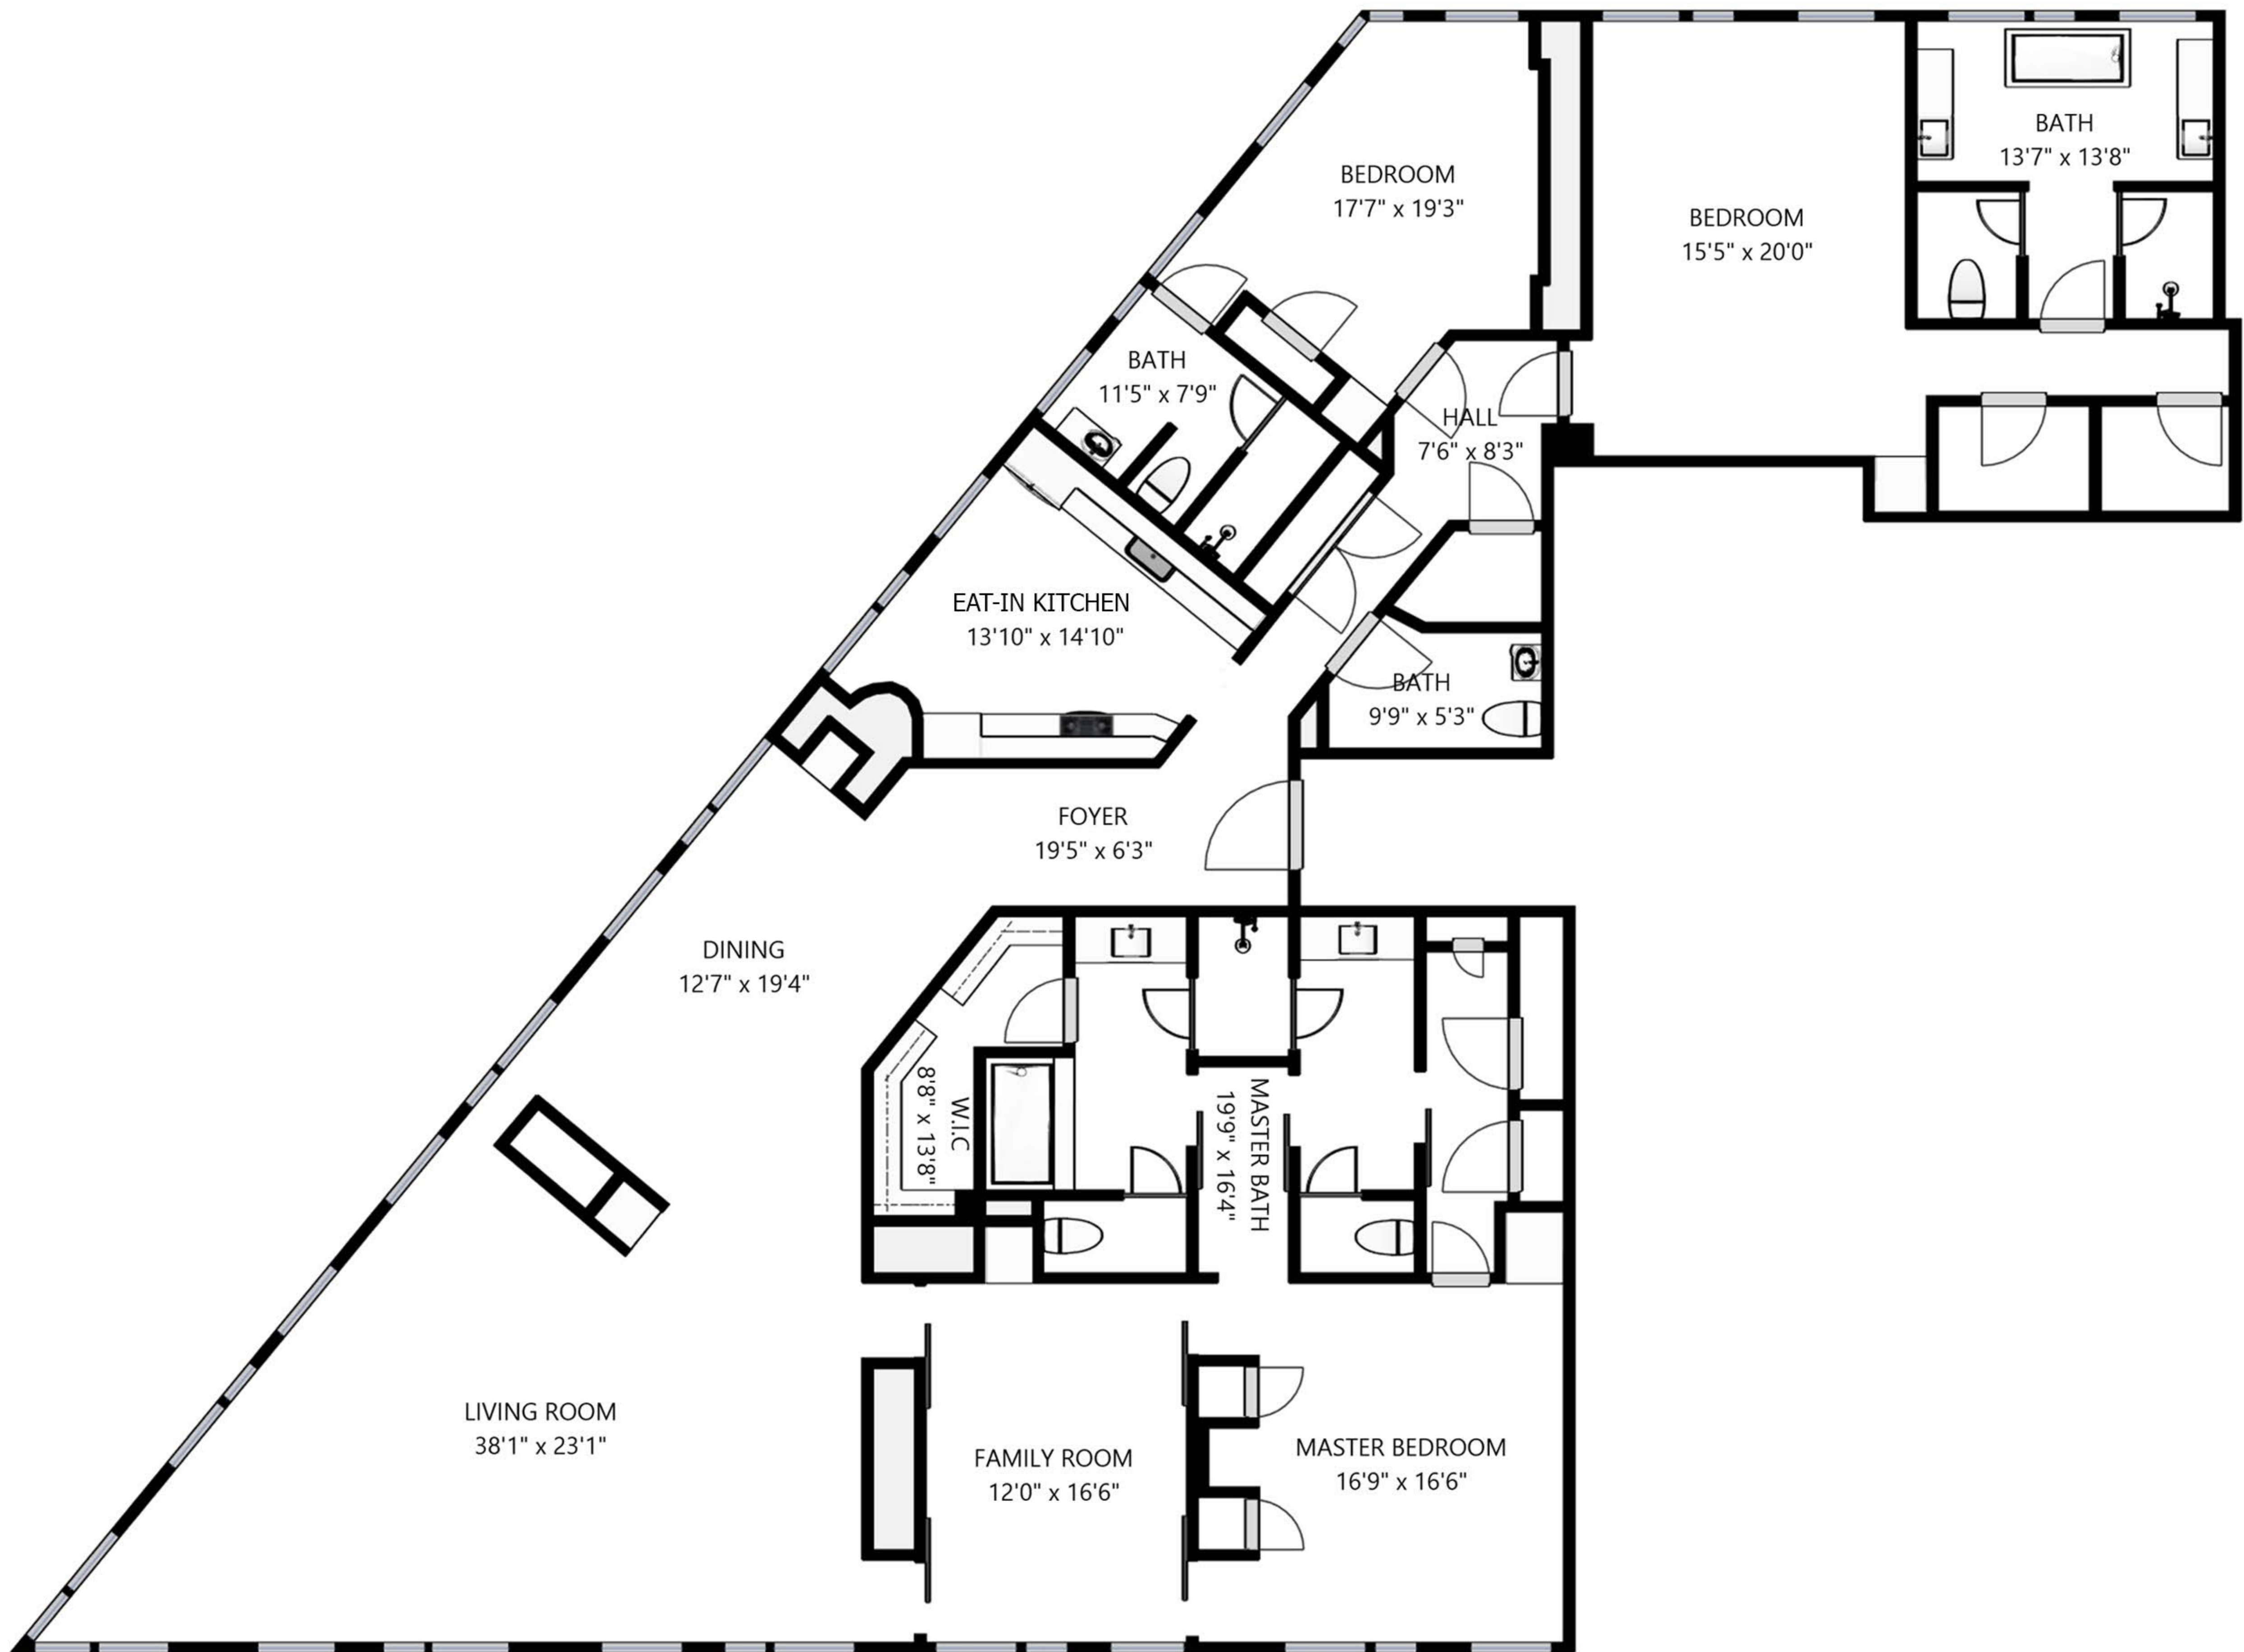 BATH
13'7" x 13'8"
BEDROOM
17'7" x 19'3"
BEDROOM
15'5" x 20'0"
BATH
11'5" x 7'9"
HALL
7'6" x 8'3"
EAT-IN KITCHEN
13'10" x 14'10"
BATH
9'9" x 5'3"
FOYER
19'5" x 6'3"
DINING
12'7" x 19'4"
W.I.C
8'8" x 13'8"
MASTER BATH
19'9" x 16'4"
LIVING ROOM
38'1" x 23'1"
FAMILY ROOM
12'0" x 16'6"
MASTER BEDROOM
16'9" x 16'6"